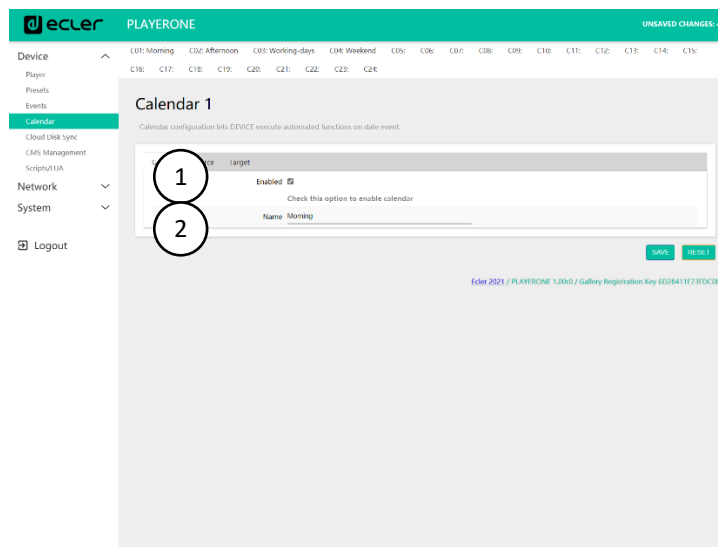 ecler
PLAYERONE
UNSAVED CHANGES:
Device
Player
Presets
Events
Calendar
Cloud Disk Sync
CMS Management
Scripts/LUA
Network
System
Logout
C01: Morning C02: Afternoon C03: Working-days C04: Weekend C05: C06: C07: C08: C09: C10: C11: C12: C13: C14: C15:
C16: C17: C18: C19: C20: C21: C22: C23: C24:
Calendar 1
Calendar configuration lets DEVICE execute automated functions on date event.
Target
1
Enabled
Check this option to enable calendar
2
Name Morning
SAVE RESET
Ecler 2021 / PLAYERONE 1.00r0 / Gallery Registration Key